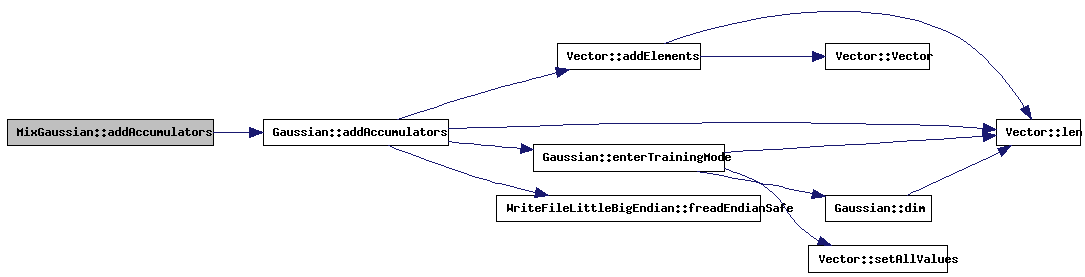 MixGaussian::addAccumulators
Gaussian::addAccumulators
Vector::addElements
Vector::Vector
Vector::len
Gaussian::enterTrainingMode
WriteFileLittleBigEndian::freadEndianSafe
Gaussian::dim
Vector::setAllValues